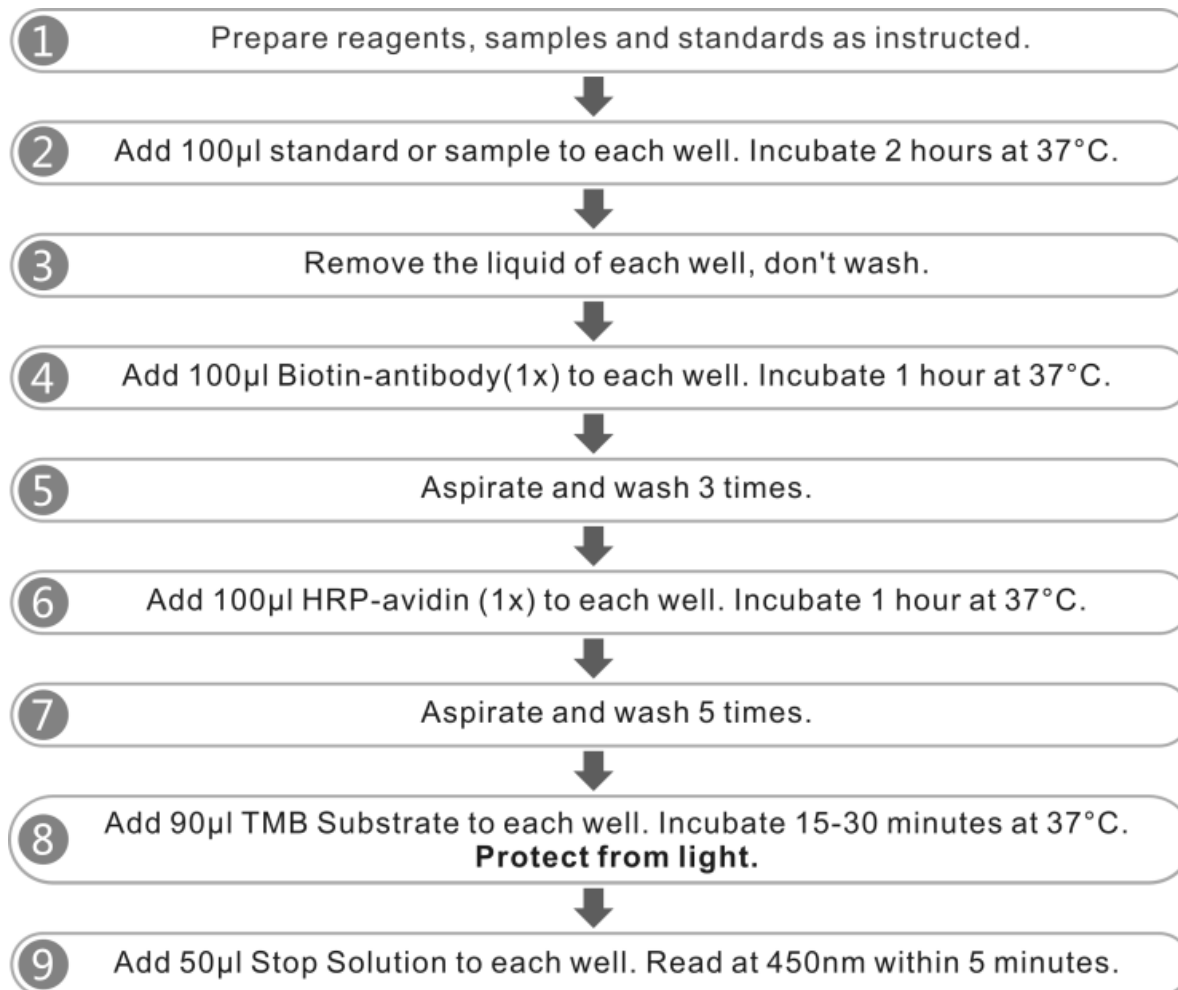 1 Prepare reagents, samples and standards as instructed.
2 Add 100μl standard or sample to each well. Incubate 2 hours at 37°C.
3 Remove the liquid of each well, don't wash.
4 Add 100μl Biotin-antibody(1x) to each well. Incubate 1 hour at 37°C.
5 Aspirate and wash 3 times.
6 Add 100μl HRP-avidin (1x) to each well. Incubate 1 hour at 37°C.
7 Aspirate and wash 5 times.
8 Add 90μl TMB Substrate to each well. Incubate 15-30 minutes at 37°C.
Protect from light.
9 Add 50μl Stop Solution to each well. Read at 450nm within 5 minutes.